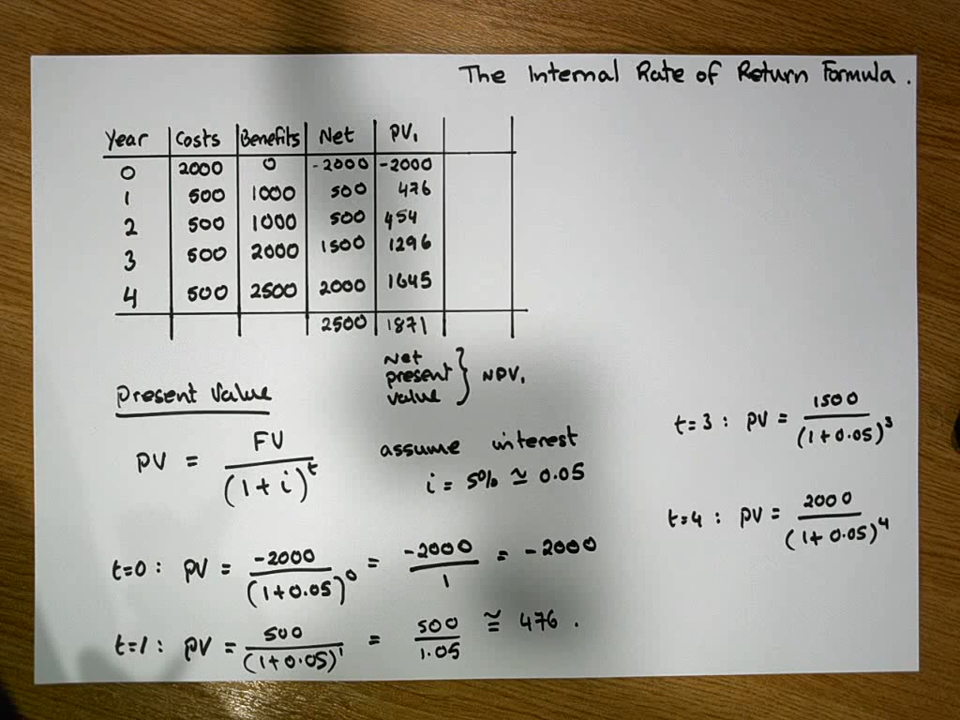 The Internal Rate of Return Formula.
Year Costs Benefits Net PV₁
0 2000 0 -2000 -2000
1 500 1000 500 476
2 500 1000 500 454
3 500 2000 1500 1296
4 500 2500 2000 1645
2500 1871
Net present value } NPV₁
Present Value
PV = FV / (1 + i)^t
assume interest
i = 5% ≃ 0.05
t=0 : PV = -2000 / (1+0.05)^0 = -2000 / 1 = -2000
t=1 : PV = 500 / (1+0.05)^1 = 500 / 1.05 ≅ 476.
t=3 : PV = 1500 / (1+0.05)^3
t=4 : PV = 2000 / (1+0.05)^4